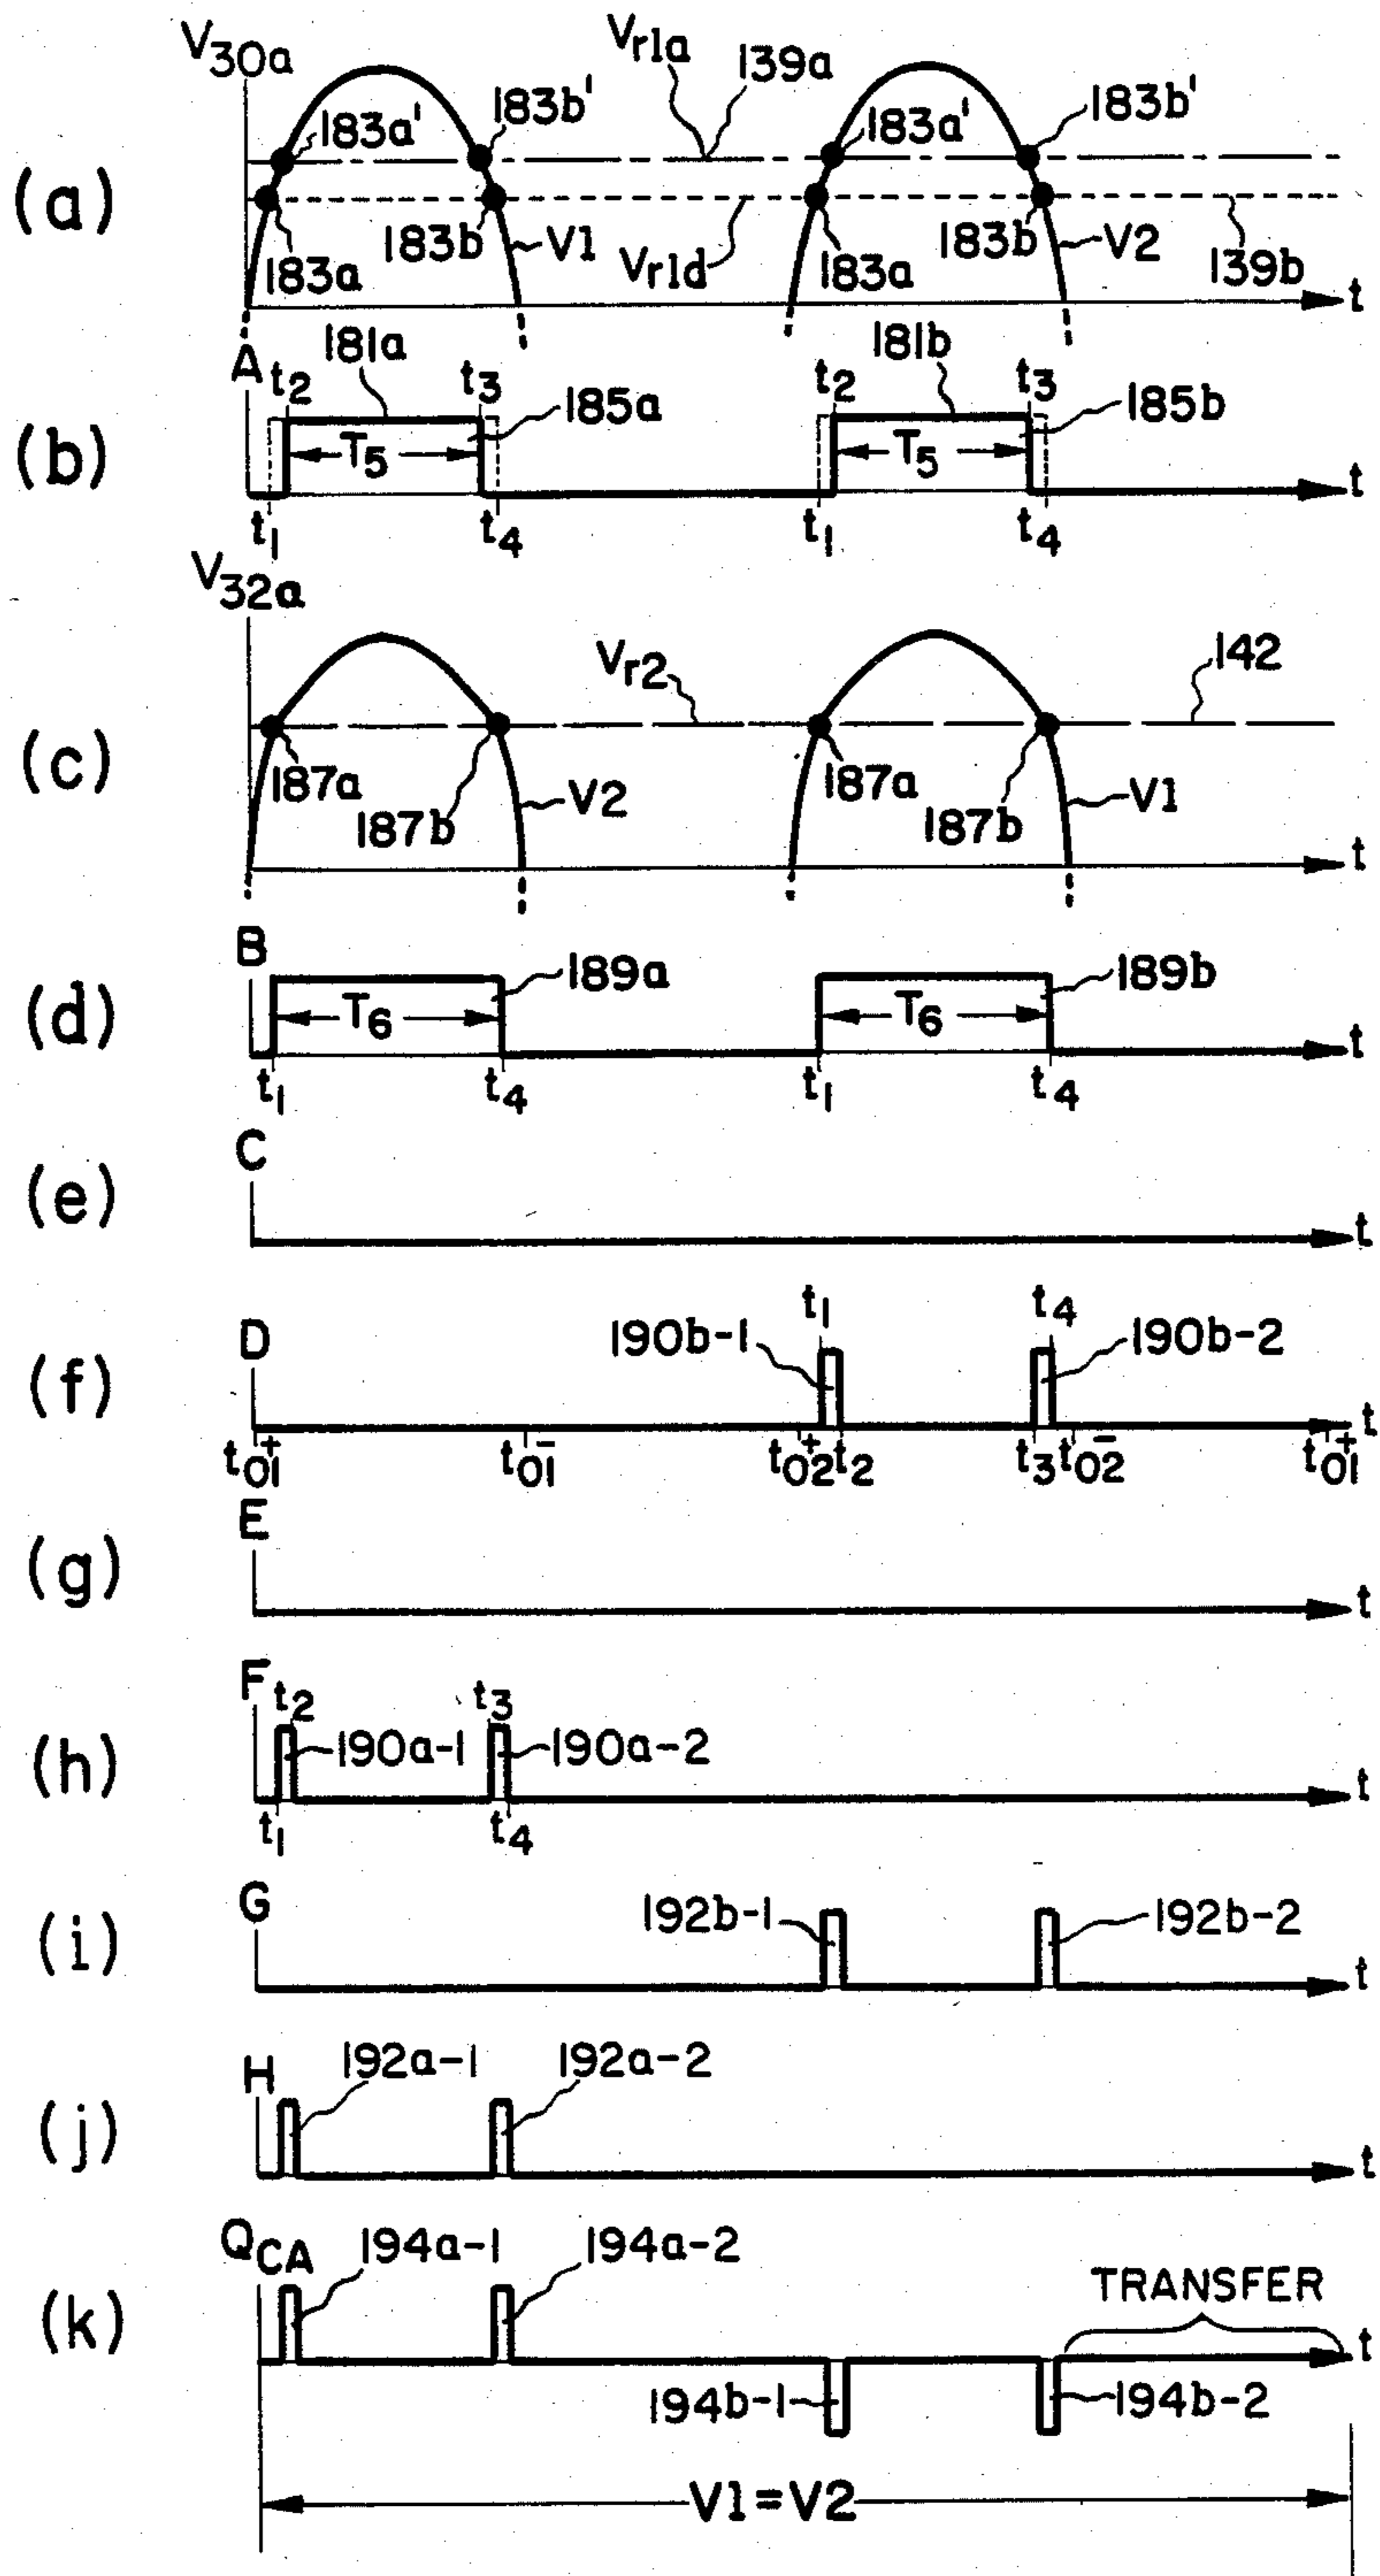 V30a
Vr1a
139a
183a'
183b'
183a'
183b'
(a)
183a
183b
V1
Vr1d
183a
183b
V2
139b
t
A
t2
181a
t3
185a
t2
181b
t3
185b
(b)
T5
T5
t
t1
t4
t1
t4
V32a
Vr2
142
(c)
187a
187b
V2
187a
187b
V1
t
B
189a
189b
(d)
T6
T6
t
t1
t4
t1
t4
C
(e)
t
t1
t4
D
190b-1
190b-2
(f)
t
t01+
t01-
t02+
t2
t3
t02-
t01+
E
(g)
t
F
t2
t3
190a-1
190a-2
(h)
t
t1
t4
G
192b-1
192b-2
(i)
t
H
192a-1
192a-2
(j)
t
QCA
194a-1
194a-2
TRANSFER
(k)
t
194b-1
194b-2
V1=V2